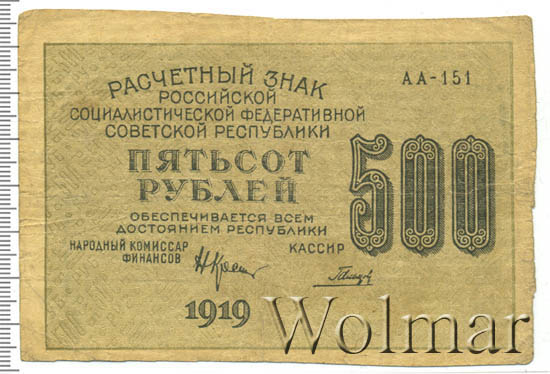 РАСЧЕТНЫЙ ЗНАК
РОССИЙСКОЙ
СОЦИАЛИСТИЧЕСКОЙ ФЕДЕРАТИВНОЙ
СОВЕТСКОЙ РЕСПУБЛИКИ
АА-151
ПЯТЬСОТ
РУБЛЕЙ
500
ОБЕСПЕЧИВАЕТСЯ ВСЕМ
ДОСТОЯНИЕМ РЕСПУБЛИКИ
НАРОДНЫЙ КОМИССАР
ФИНАНСОВ
КАССИР
1919
Wolmar